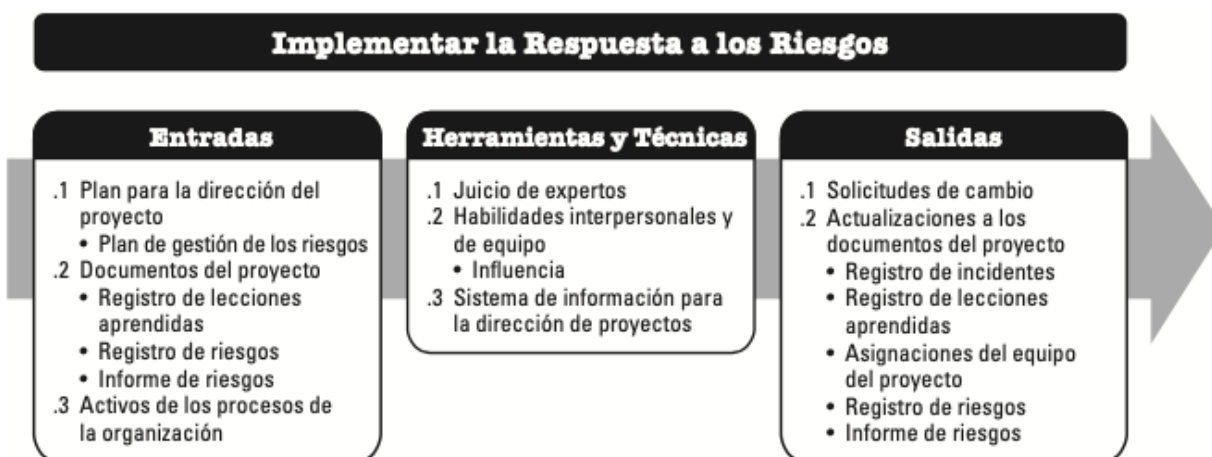 Implementar la Respuesta a los Riesgos
Entradas
.1 Plan para la dirección del
proyecto
• Plan de gestión de los riesgos
.2 Documentos del proyecto
• Registro de lecciones
aprendidas
• Registro de riesgos
• Informe de riesgos
.3 Activos de los procesos de
la organización
Herramientas y Técnicas
.1 Juicio de expertos
.2 Habilidades interpersonales y
de equipo
• Influencia
.3 Sistema de información para
la dirección de proyectos
Salidas
.1 Solicitudes de cambio
.2 Actualizaciones a los
documentos del proyecto
• Registro de incidentes
• Registro de lecciones
aprendidas
• Asignaciones del equipo
del proyecto
• Registro de riesgos
• Informe de riesgos